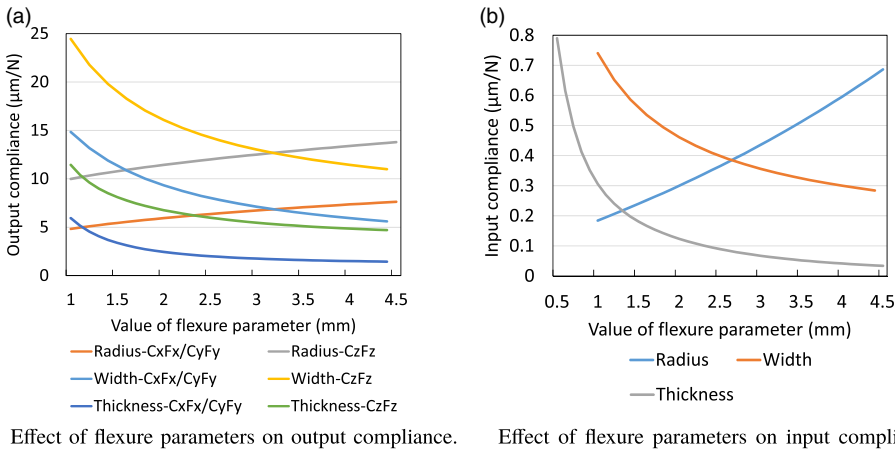 (a)
Output compliance (µm/N)
25
20
15
10
5
0
1 1.5 2 2.5 3 3.5 4 4.5
Value of flexure parameter (mm)
Radius-CxFx/CyFy Radius-CzFz
Width-CxFx/CyFy Width-CzFz
Thickness-CxFx/CyFy Thickness-CzFz
Effect of flexure parameters on output compliance.
(b)
Input compliance (µm/N)
0.8
0.7
0.6
0.5
0.4
0.3
0.2
0.1
0
0.5 1 1.5 2 2.5 3 3.5 4 4.5
Value of flexure parameter (mm)
Radius Width
Thickness
Effect of flexure parameters on input compli